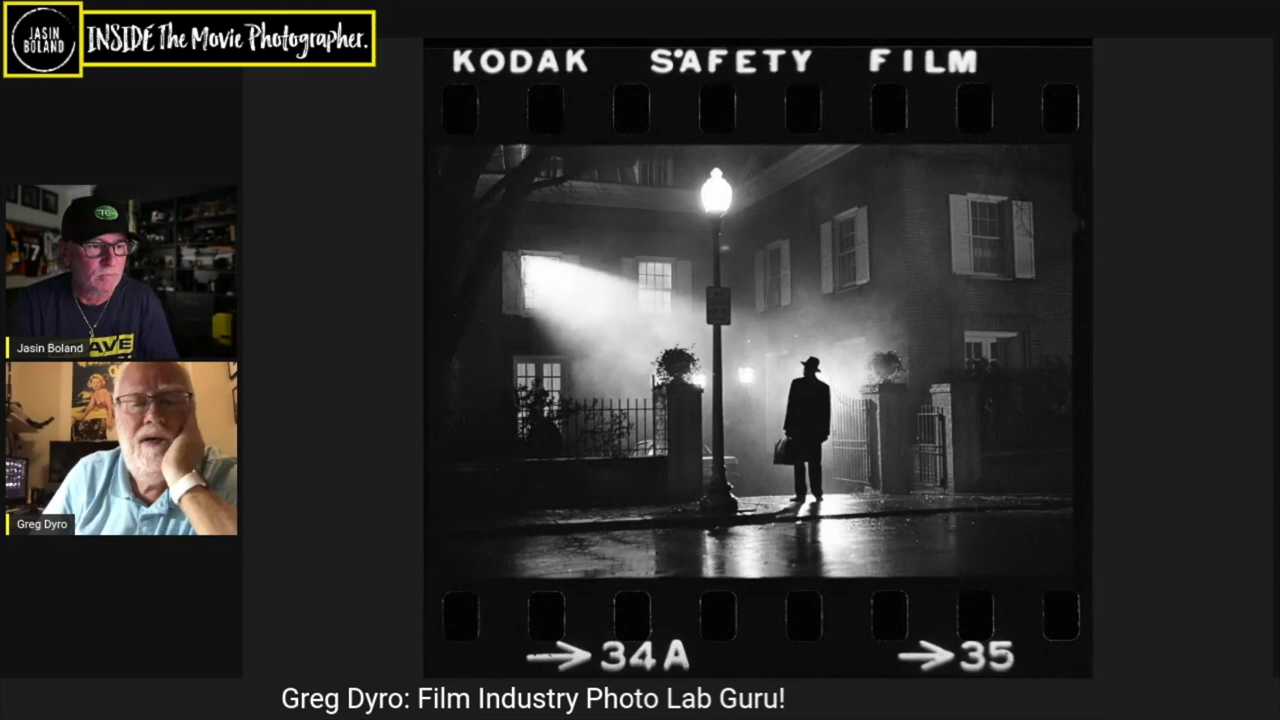 JASIN
BOLAND
INSIDE The Movie Photographer.
KODAK SAFETY FILM
AVE
Jasin Boland
Greg Dyro
34A
35
Greg Dyro: Film Industry Photo Lab Guru!